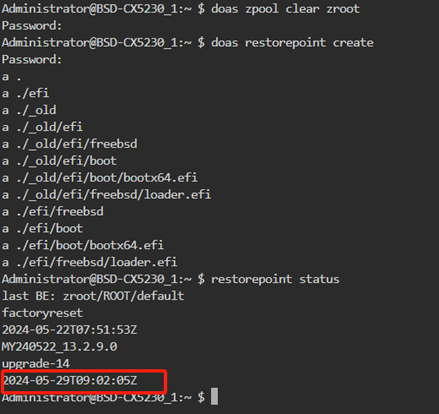 Administrator@BSD-CX5230_1:~ $ doas zpool clear zroot
Password:
Administrator@BSD-CX5230_1:~ $ doas restorepoint create
Password:
a .
a ./efi
a ./_old
a ./_old/efi
a ./_old/efi/freebsd
a ./_old/efi/boot
a ./_old/efi/boot/bootx64.efi
a ./_old/efi/freebsd/loader.efi
a ./efi/freebsd
a ./efi/boot
a ./efi/boot/bootx64.efi
a ./efi/freebsd/loader.efi
Administrator@BSD-CX5230_1:~ $ restorepoint status
last BE: zroot/ROOT/default
factoryreset
2024-05-22T07:51:53Z
MY240522_13.2.9.0
upgrade-14
2024-05-29T09:02:05Z
Administrator@BSD-CX5230_1:~ $